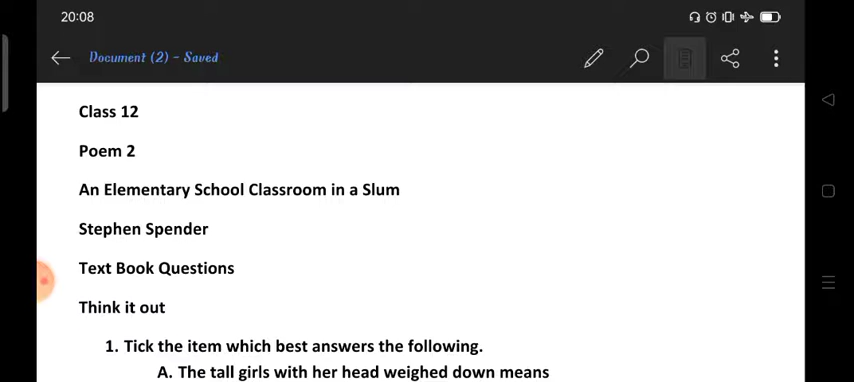 20:08
Document (2) - Saved
Class 12
Poem 2
An Elementary School Classroom in a Slum
Stephen Spender
Text Book Questions
Think it out
1. Tick the item which best answers the following.
A. The tall girls with her head weighed down means